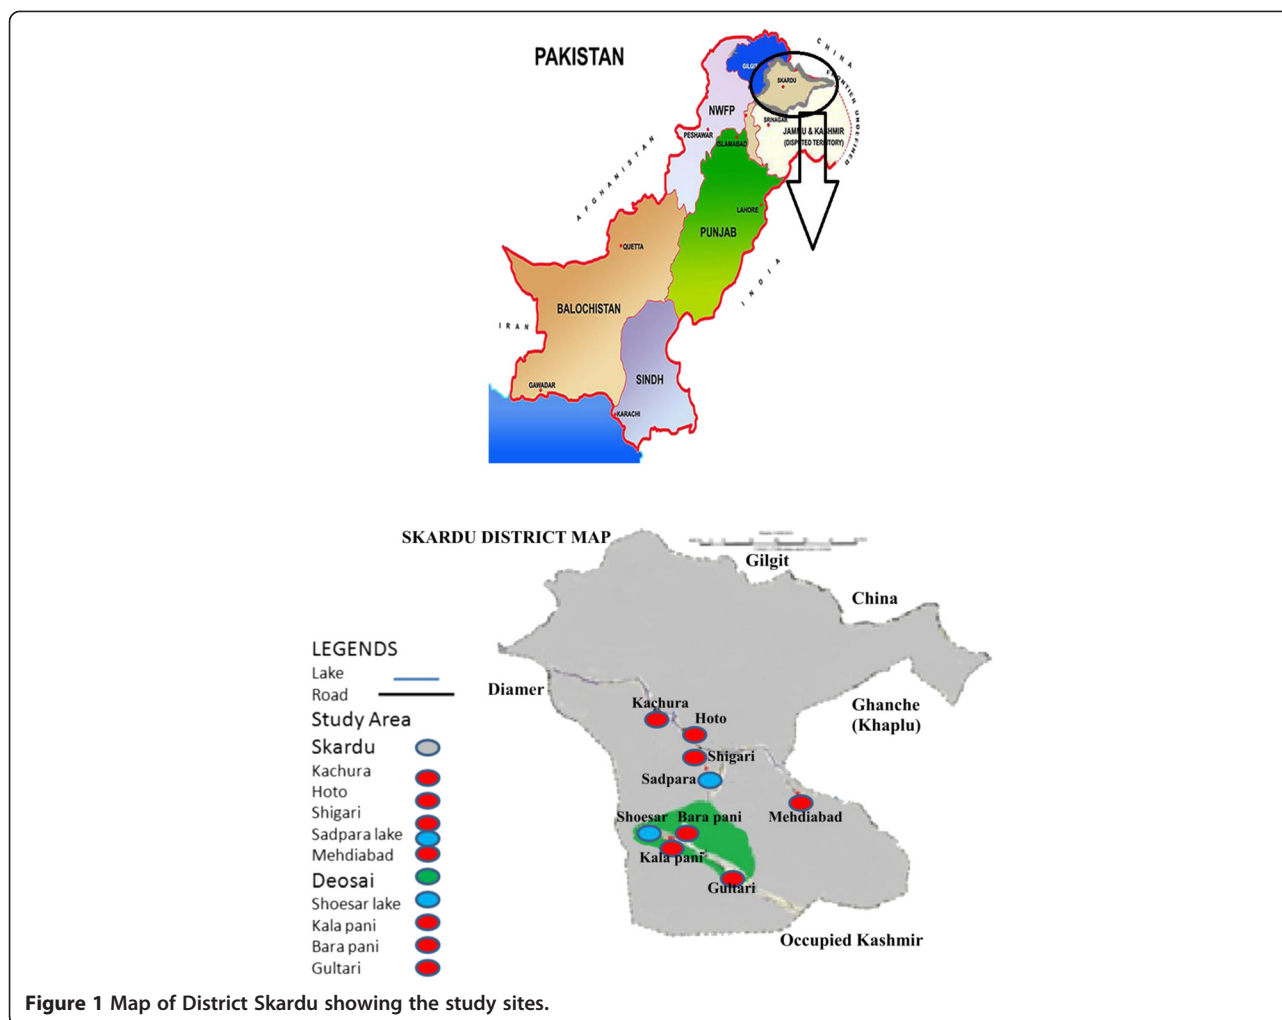 PAKISTAN
CHINA
FRONTIER UNDEFINED
GILGIT
SKARDU
NWFP
SRINAGAR
PESHAWAR
JAMMU & KASHMIR
(DISPUTED TERRITORY)
ISLAMABAD
AFGHANISTAN
LAHORE
PUNJAB
QUETTA
INDIA
BALOCHISTAN
IRAN
SINDH
GAWADAR
KARACHI
SKARDU DISTRICT MAP
Gilgit
China
LEGENDS
Lake
Road
Diamer
Ghanche
(Khaplu)
Kachura
Hoto
Shigari
Sadpara
Shoesar
Bara pani
Mehdiabad
Kala pani
Gultari
Occupied Kashmir
Study Area
Skardu
Kachura
Hoto
Shigari
Sadpara lake
Mehdiabad
Deosai
Shoesar lake
Kala pani
Bara pani
Gultari
Figure 1 Map of District Skardu showing the study sites.